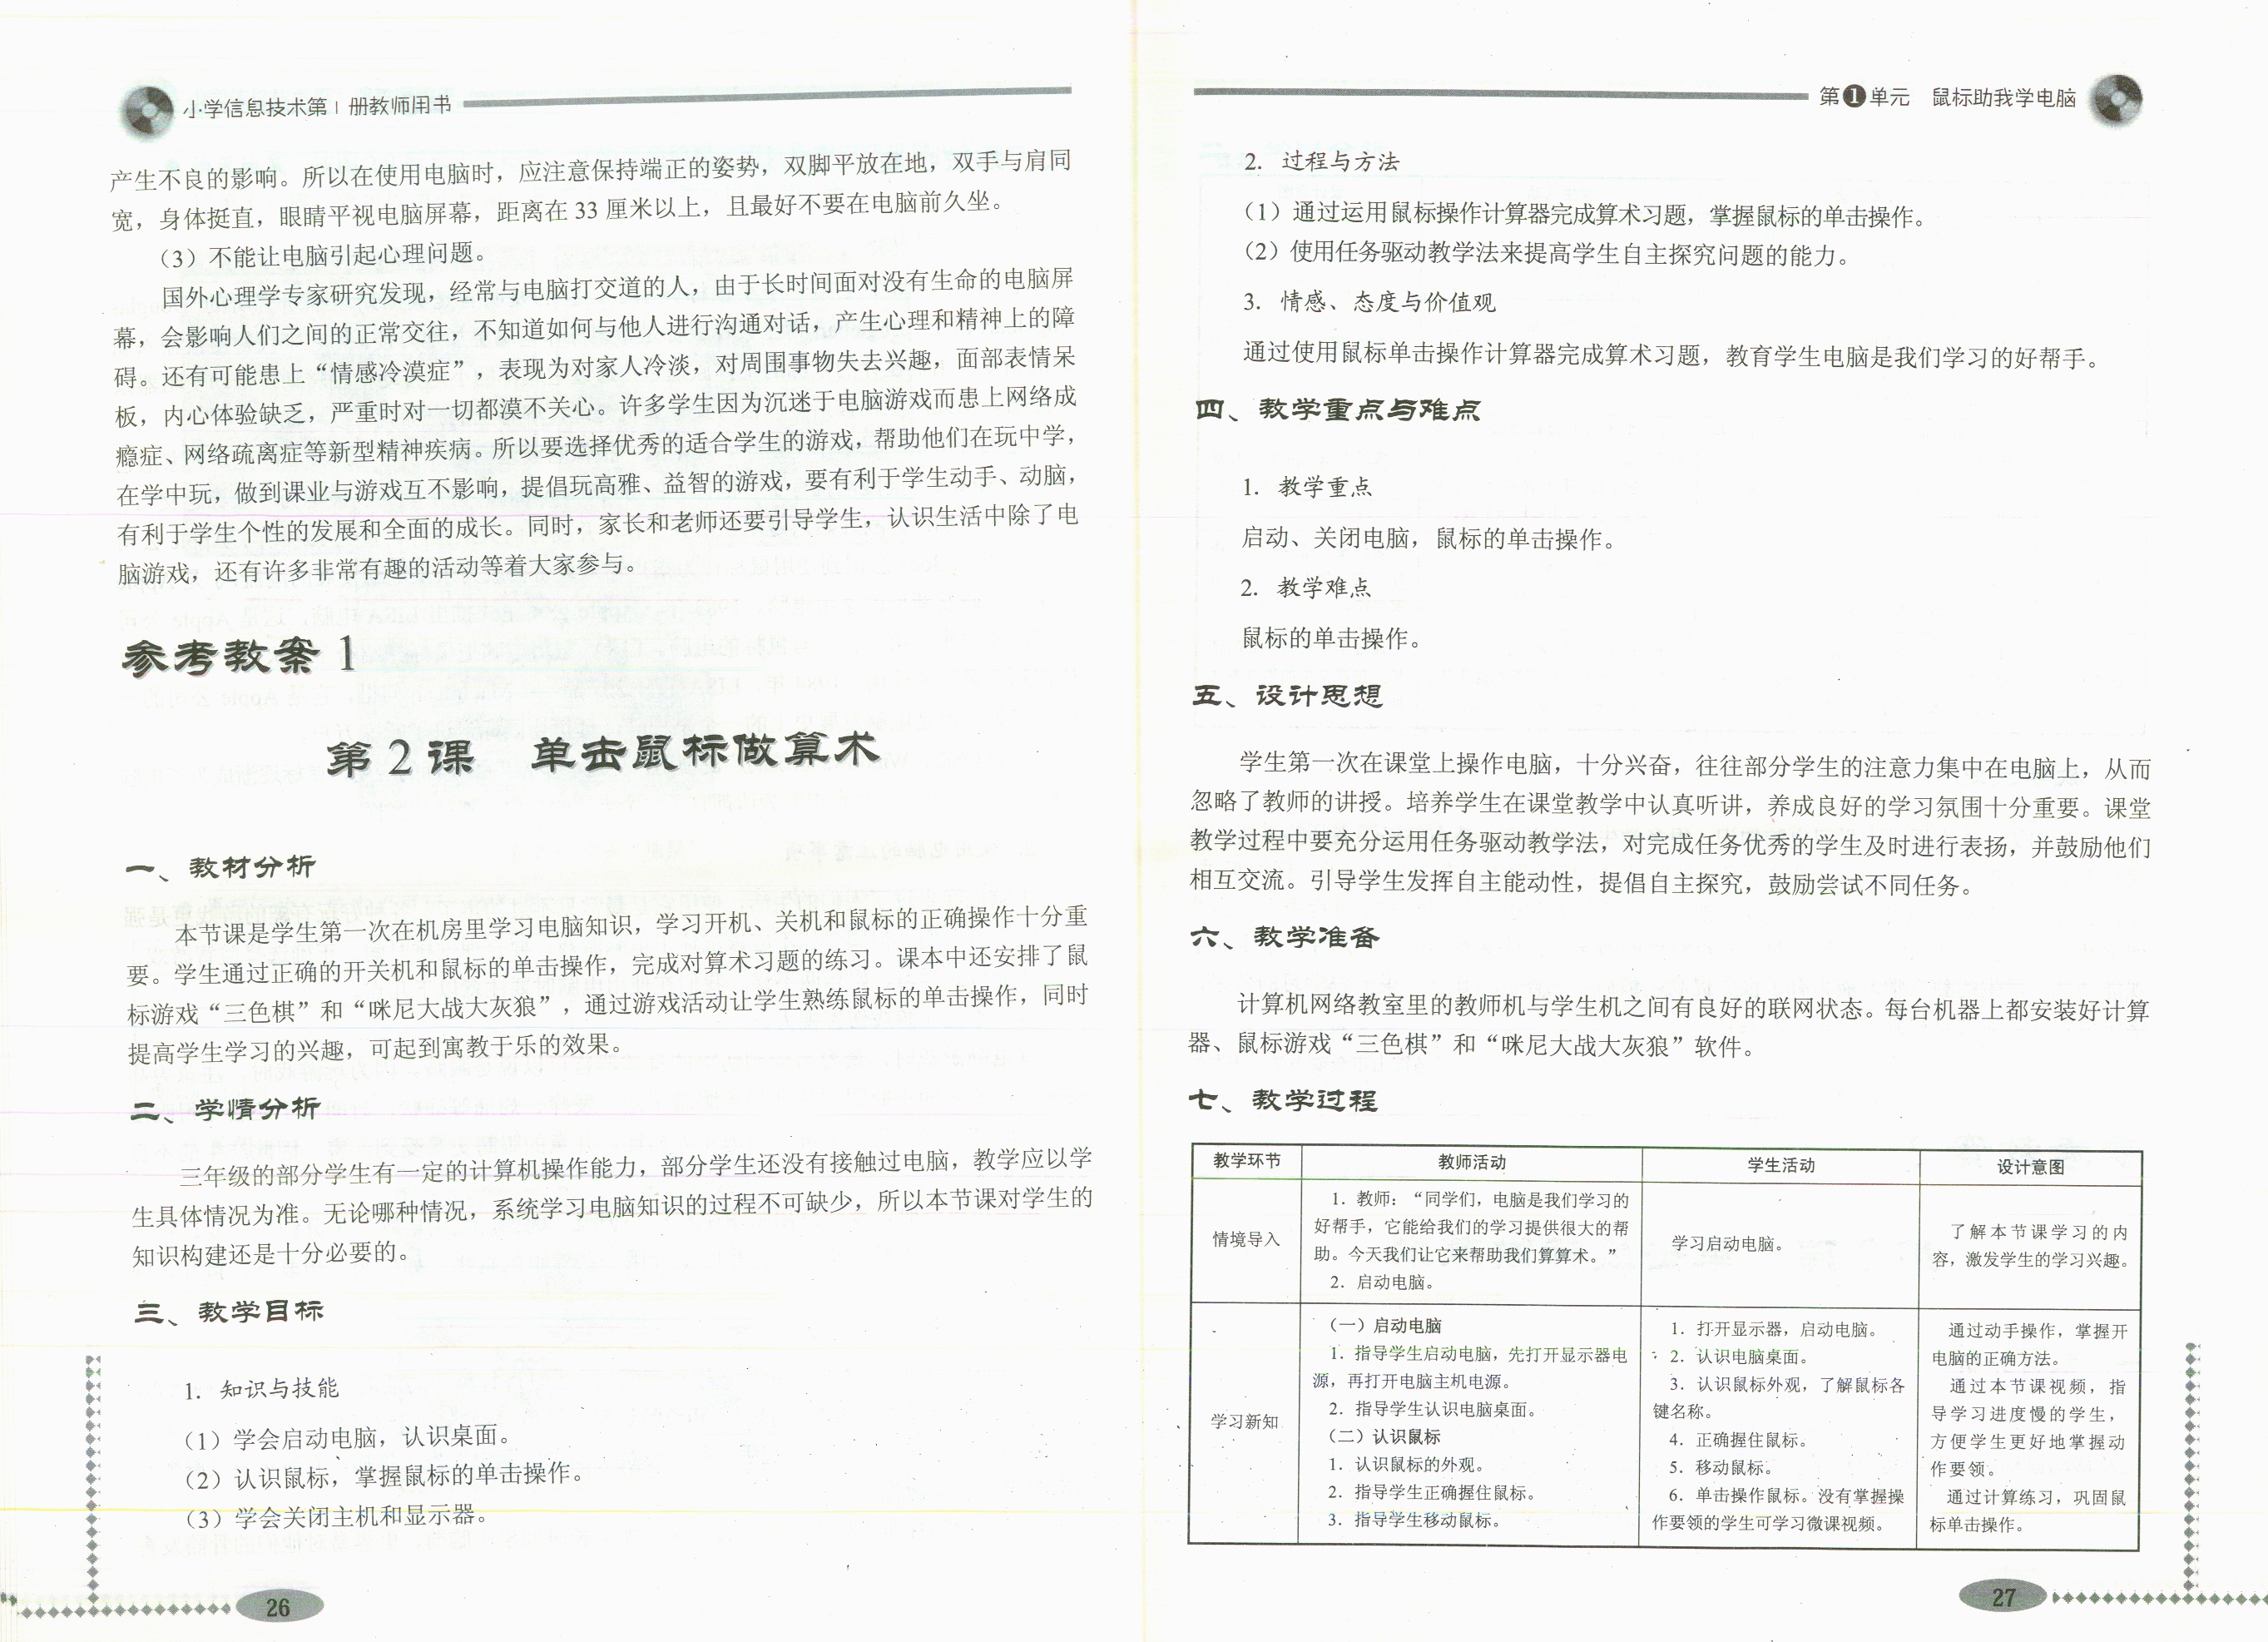 小学信息技术第1册教师用书
产生不良的影响。所以在使用电脑时，应注意保持端正的姿势，双脚平放在地，双手与肩同
宽，身体挺直，眼睛平视电脑屏幕，距离在 33 厘米以上，且最好不要在电脑前久坐。
（3）不能让电脑引起心理问题。
国外心理学专家研究发现，经常与电脑打交道的人，由于长时间面对没有生命的电脑屏
幕，会影响人们之间的正常交往，不知道如何与他人进行沟通对话，产生心理和精神上的障
碍。还有可能患上“情感冷漠症”，表现为对家人冷淡，对周围事物失去兴趣，面部表情呆
板，内心体验缺乏，严重时对一切都漠不关心。许多学生因为沉迷于电脑游戏而患上网络成
瘾症、网络疏离症等新型精神疾病。所以要选择优秀的适合学生的游戏，帮助他们在玩中学，
在学中玩，做到课业与游戏互不影响，提倡玩高雅、益智的游戏，要有利于学生动手、动脑，
有利于学生个性的发展和全面的成长。同时，家长和老师还要引导学生，认识生活中除了电
脑游戏，还有许多非常有趣的活动等着大家参与。
参考教案 1
第 2 课 单击鼠标做算术
一、教材分析
本节课是学生第一次在机房里学习电脑知识，学习开机、关机和鼠标的正确操作十分重
要。学生通过正确的开关机和鼠标的单击操作，完成对算术习题的练习。课本中还安排了鼠
标游戏“三色棋”和“咪尼大战大灰狼”，通过游戏活动让学生熟练鼠标的单击操作，同时
提高学生学习的兴趣，可起到寓教于乐的效果。
二、学情分析
三年级的部分学生有一定的计算机操作能力，部分学生还没有接触过电脑，教学应以学
生具体情况为准。无论哪种情况，系统学习电脑知识的过程不可缺少，所以本节课对学生的
知识构建还是十分必要的。
三、教学目标
1. 知识与技能
（1）学会启动电脑，认识桌面。
（2）认识鼠标，掌握鼠标的单击操作。
（3）学会关闭主机和显示器。
26
第1单元 鼠标助我学电脑
2. 过程与方法
（1）通过运用鼠标操作计算器完成算术习题，掌握鼠标的单击操作。
（2）使用任务驱动教学法来提高学生自主探究问题的能力。
3. 情感、态度与价值观
通过使用鼠标单击操作计算器完成算术习题，教育学生电脑是我们学习的好帮手。
四、教学重点与难点
1. 教学重点
启动、关闭电脑，鼠标的单击操作。
2. 教学难点
鼠标的单击操作。
五、设计思想
学生第一次在课堂上操作电脑，十分兴奋，往往部分学生的注意力集中在电脑上，从而
忽略了教师的讲授。培养学生在课堂教学中认真听讲，养成良好的学习氛围十分重要。课堂
教学过程中要充分运用任务驱动教学法，对完成任务优秀的学生及时进行表扬，并鼓励他们
相互交流。引导学生发挥自主能动性，提倡自主探究，鼓励尝试不同任务。
六、教学准备
计算机网络教室里的教师机与学生机之间有良好的联网状态。每台机器上都安装好计算
器、鼠标游戏“三色棋”和“咪尼大战大灰狼”软件。
七、教学过程
教学环节 教师活动 学生活动 设计意图
情境导入
1. 教师：“同学们，电脑是我们学习的
好帮手，它能给我们的学习提供很大的帮
助。今天我们让它来帮助我们算算术。”
2. 启动电脑。
学习启动电脑。
了解本节课学习的内
容，激发学生的学习兴趣。
学习新知
（一）启动电脑
1. 指导学生启动电脑，先打开显示器电
源，再打开电脑主机电源。
2. 指导学生认识电脑桌面。
（二）认识鼠标
1. 认识鼠标的外观。
2. 指导学生正确握住鼠标。
3. 指导学生移动鼠标。
1. 打开显示器，启动电脑。
2. 认识电脑桌面。
3. 认识鼠标外观，了解鼠标各
键名称。
4. 正确握住鼠标。
5. 移动鼠标。
6. 单击操作鼠标。没有掌握操
作要领的学生可学习微课视频。
通过动手操作，掌握开
电脑的正确方法。
通过本节课视频，指
导学习进度慢的学生，
方便学生更好地掌握动
作要领。
通过计算练习，巩固鼠
标单击操作。
27